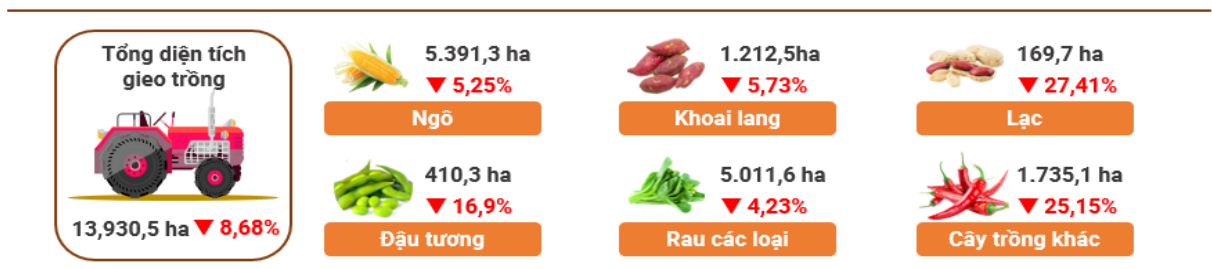 Tổng diện tích
gieo trồng
13,930,5 ha ▼ 8,68%
5.391,3 ha
▼ 5,25%
Ngô
1.212,5ha
▼ 5,73%
Khoai lang
169,7 ha
▼ 27,41%
Lạc
410,3 ha
▼ 16,9%
Đậu tương
5.011,6 ha
▼ 4,23%
Rau các loại
1.735,1 ha
▼ 25,15%
Cây trồng khác